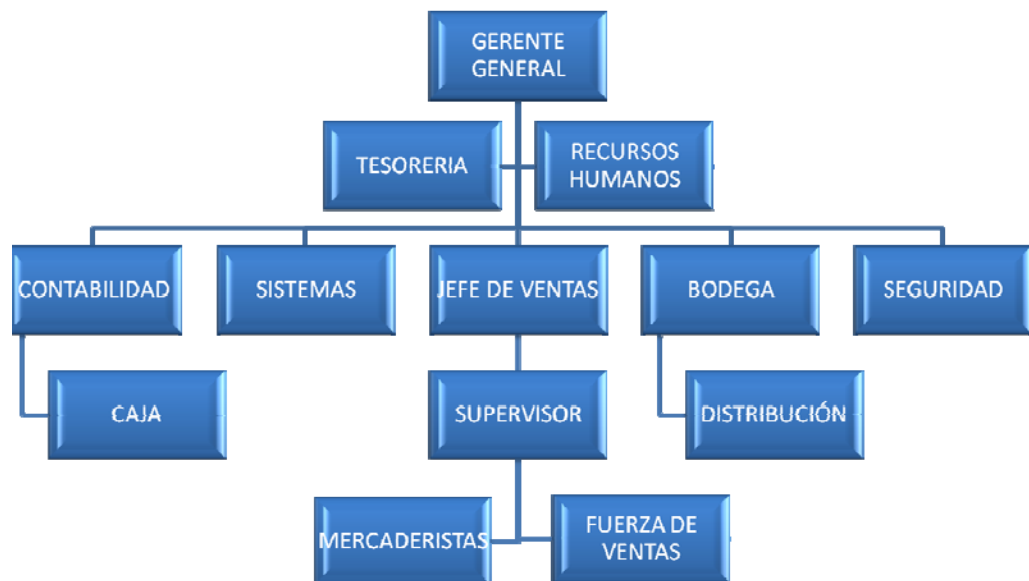 GERENTE
GENERAL
TESORERIA
RECURSOS
HUMANOS
CONTABILIDAD
SISTEMAS
JEFE DE VENTAS
BODEGA
SEGURIDAD
CAJA
SUPERVISOR
DISTRIBUCIÓN
MERCADERISTAS
FUERZA DE
VENTAS